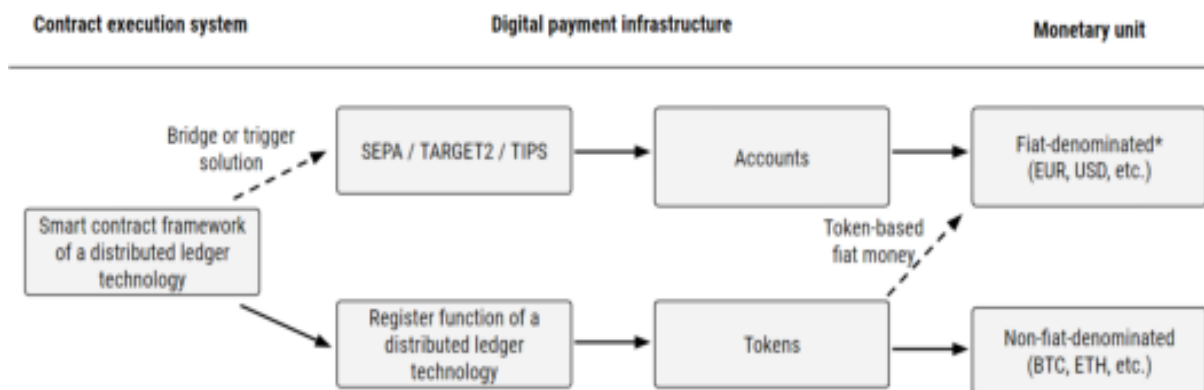 Contract execution system
Digital payment infrastructure
Monetary unit
Bridge or trigger
solution
SEPA / TARGET2 / TIPS
Accounts
Fiat-denominated*
(EUR, USD, etc.)
Smart contract framework
of a distributed ledger
technology
Token-based
fiat money
Register function of a
distributed ledger
technology
Tokens
Non-fiat-denominated
(BTC, ETH, etc.)